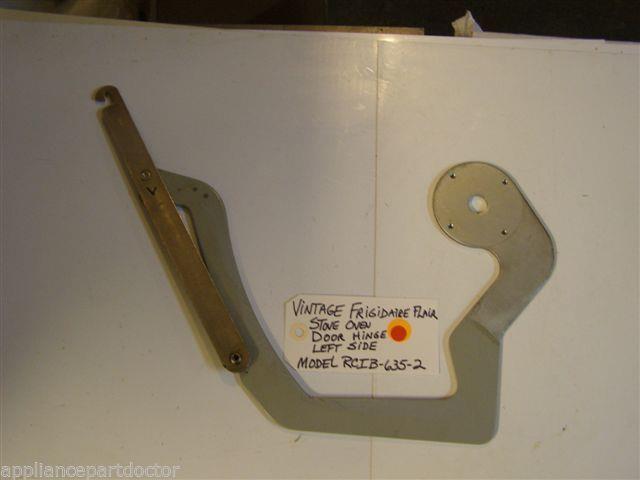 VINTAGE FRIGIDAIRE FLAIR
STOVE OVEN
DOOR HINGE
LEFT SIDE
MODEL RCIB-635-2
appliancepartdoctor